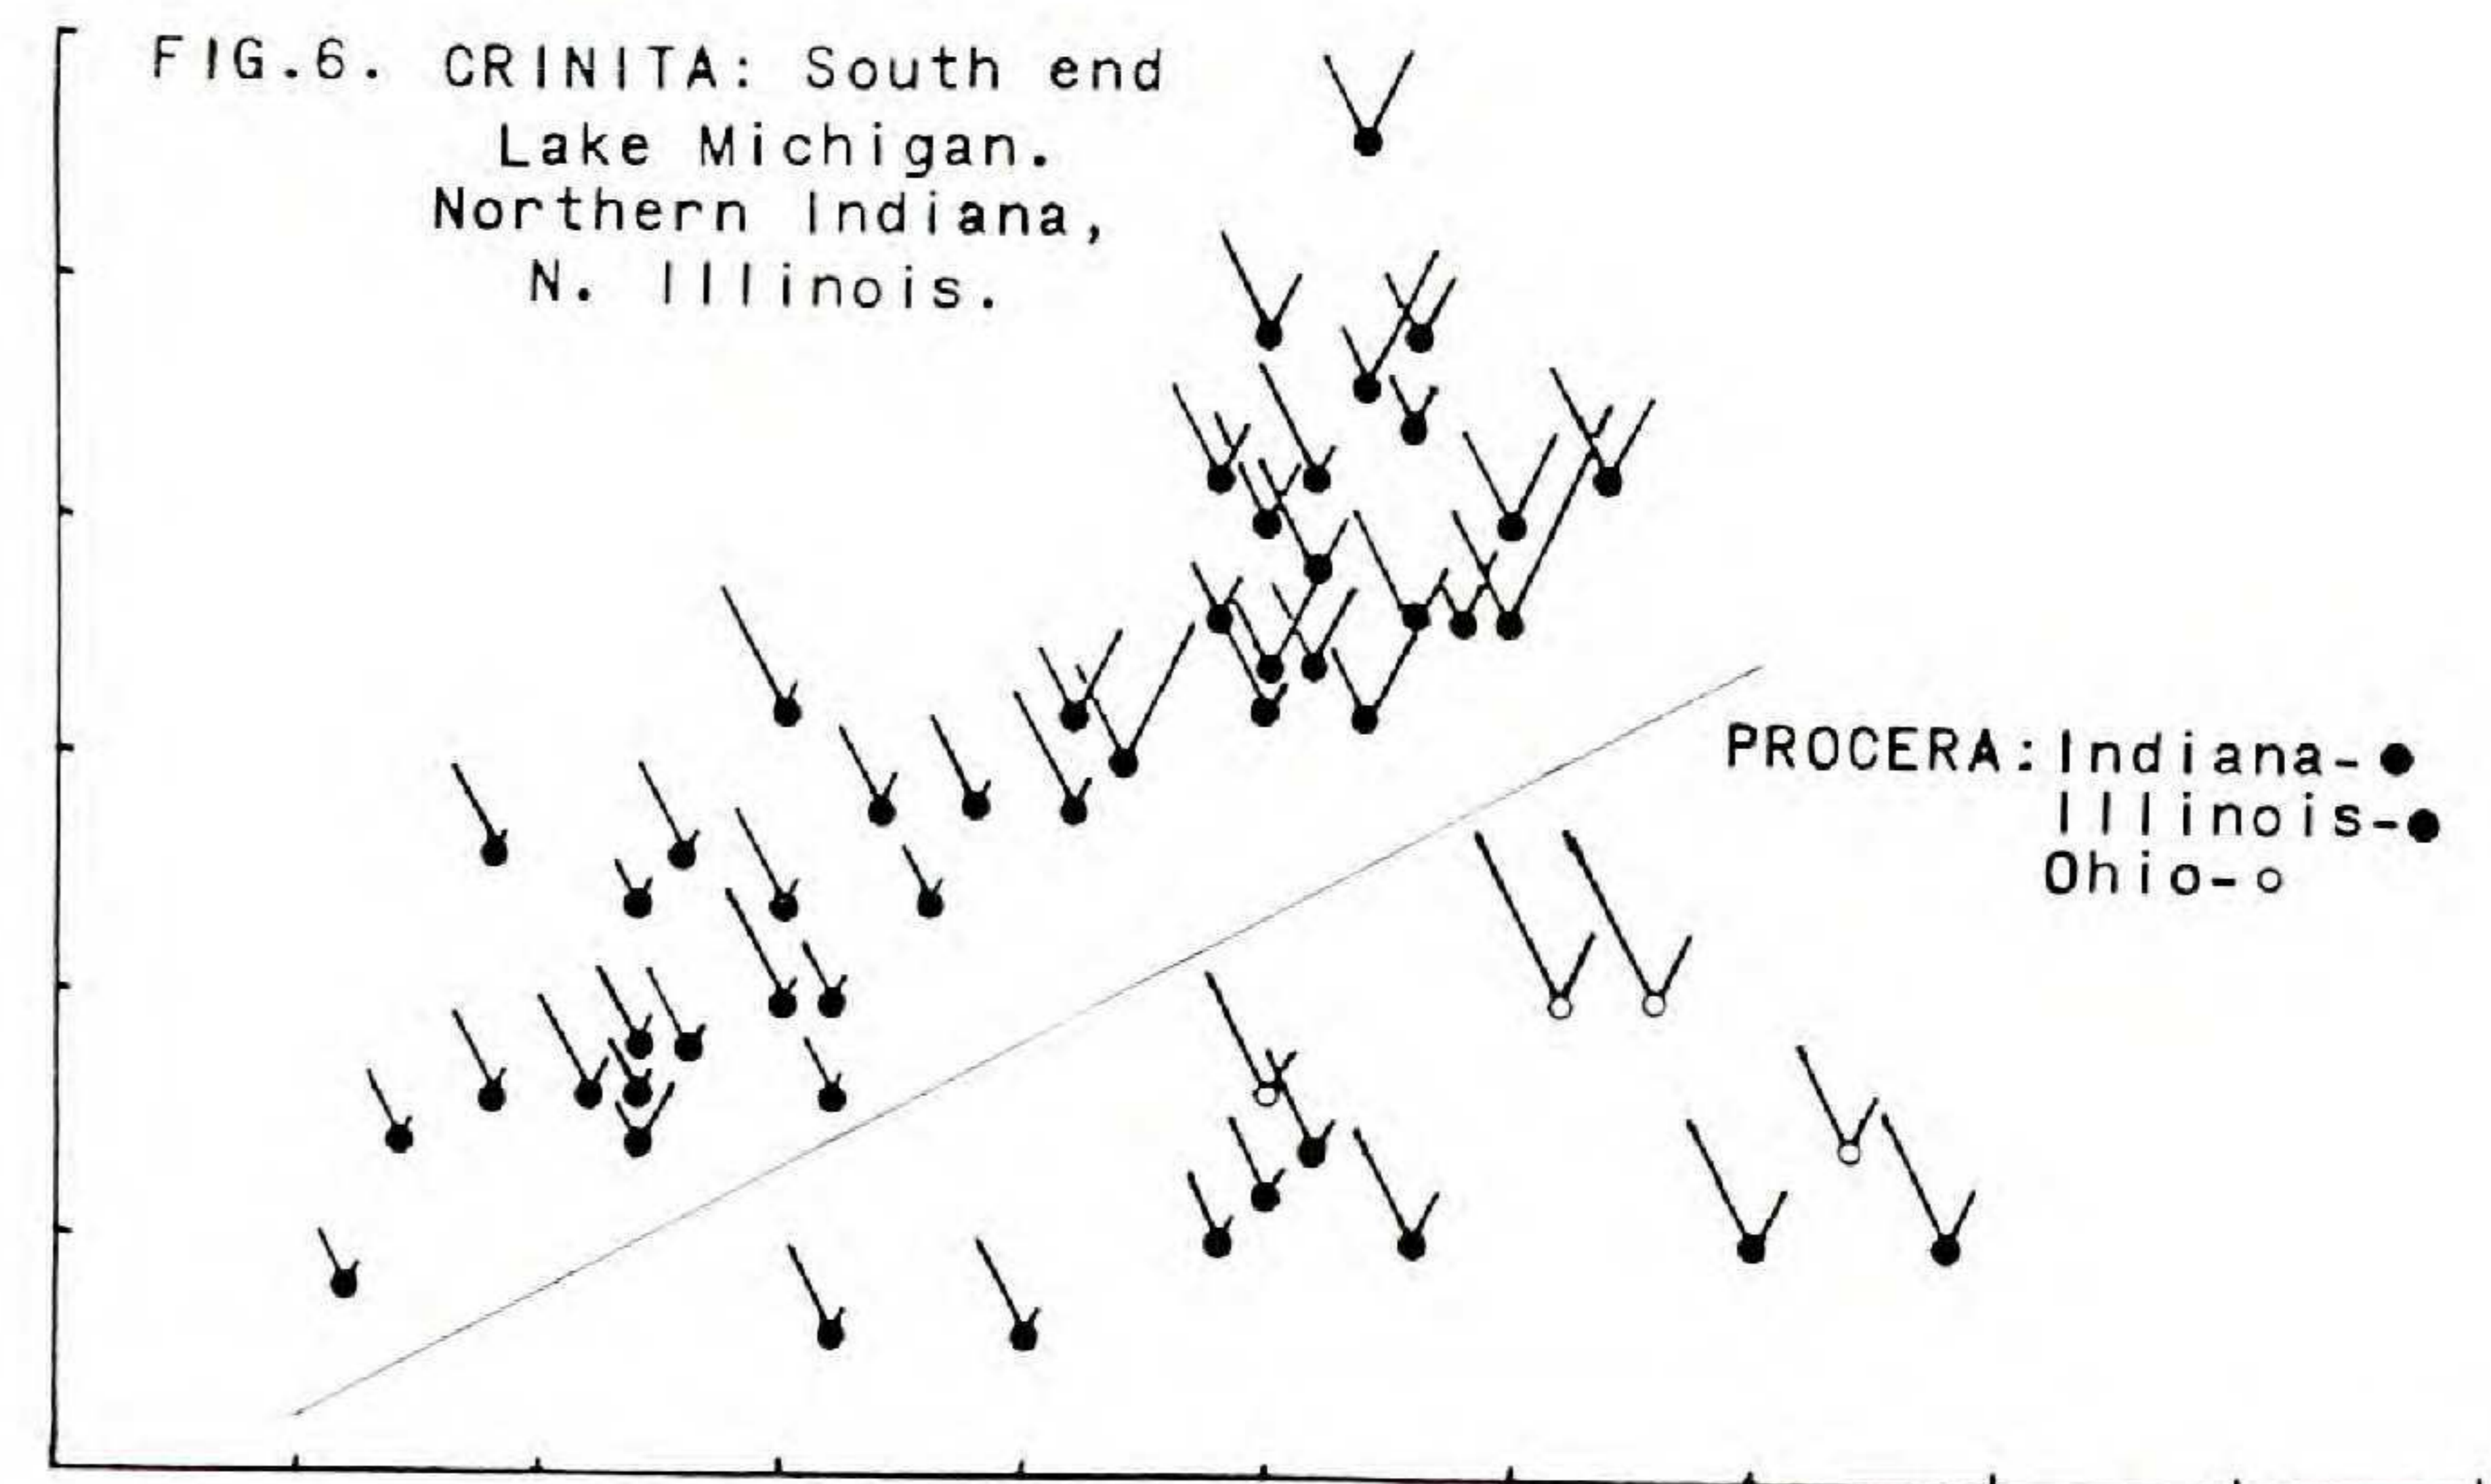 FIG.6. CRINITA: South end
Lake Michigan.
Northern Indiana,
N. Illinois.
PROCERA: Indiana-●
Illinois-●
Ohio-○